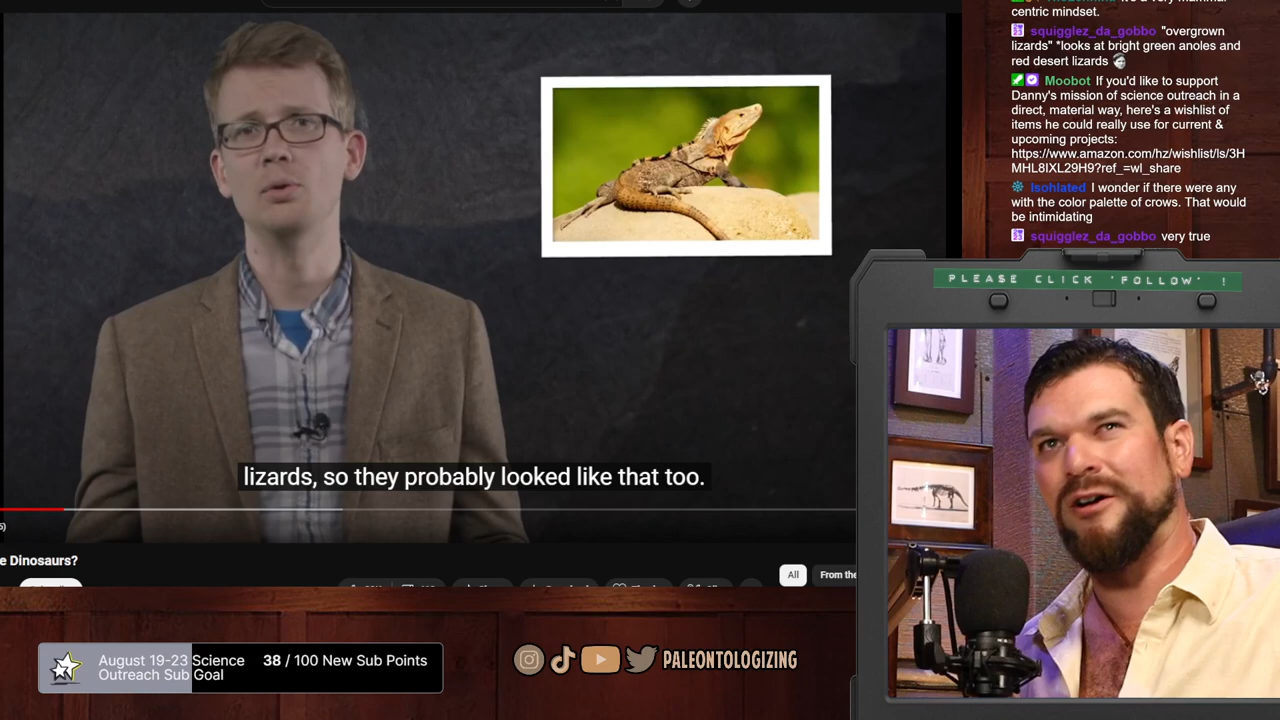 centric mindset.
squigglez_da_gobbo "overgrown
lizards" *looks at bright green anoles and
red desert lizards
Moobot If you'd like to support
Danny's mission of science outreach in a
direct, material way, here's a wishlist of
items he could really use for current &
upcoming projects:
https://www.amazon.com/hz/wishlist/ls/3H
MHL8IXL29H9?ref_=wl_share
Isohlated I wonder if there were any
with the color palette of crows. That would
be intimidating
squigglez_da_gobbo very true
PLEASE CLICK 'FOLLOW' !
lizards, so they probably looked like that too.
e Dinosaurs?
All
From the
August 19-23 Science
Outreach Sub Goal
38 / 100 New Sub Points
PALEONTOLOGIZING